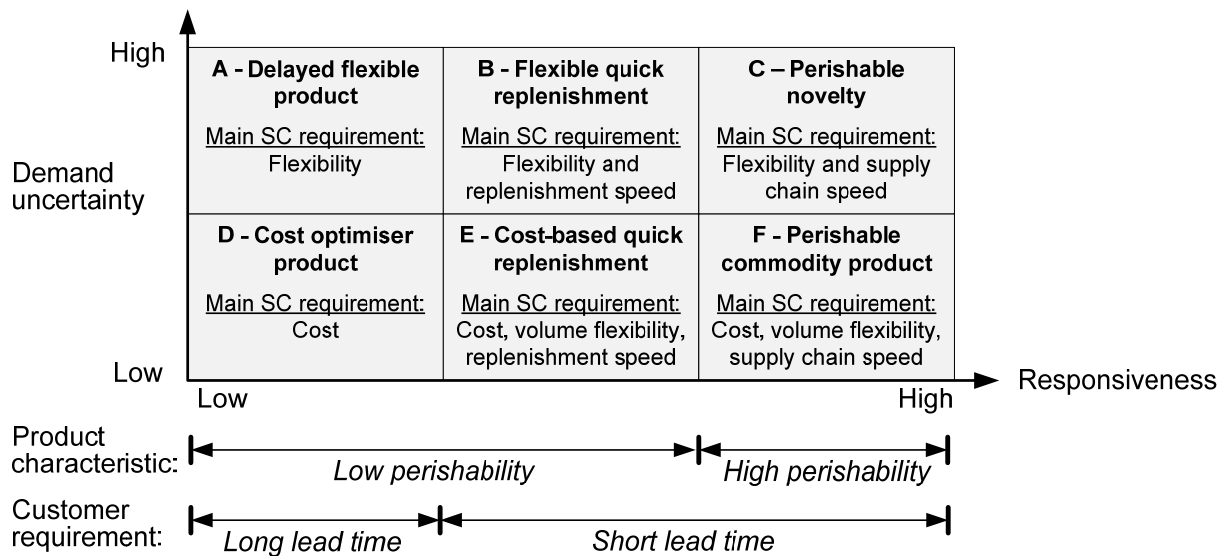 High
Demand
uncertainty
Low
A - Delayed flexible
product
Main SC requirement:
Flexibility
B - Flexible quick
replenishment
Main SC requirement:
Flexibility and
replenishment speed
C – Perishable
novelty
Main SC requirement:
Flexibility and supply
chain speed
D - Cost optimiser
product
Main SC requirement:
Cost
E - Cost-based quick
replenishment
Main SC requirement:
Cost, volume flexibility,
replenishment speed
F - Perishable
commodity product
Main SC requirement:
Cost, volume flexibility,
supply chain speed
Low
High
Responsiveness
Product
characteristic:
Low perishability
High perishability
Customer
requirement:
Long lead time
Short lead time